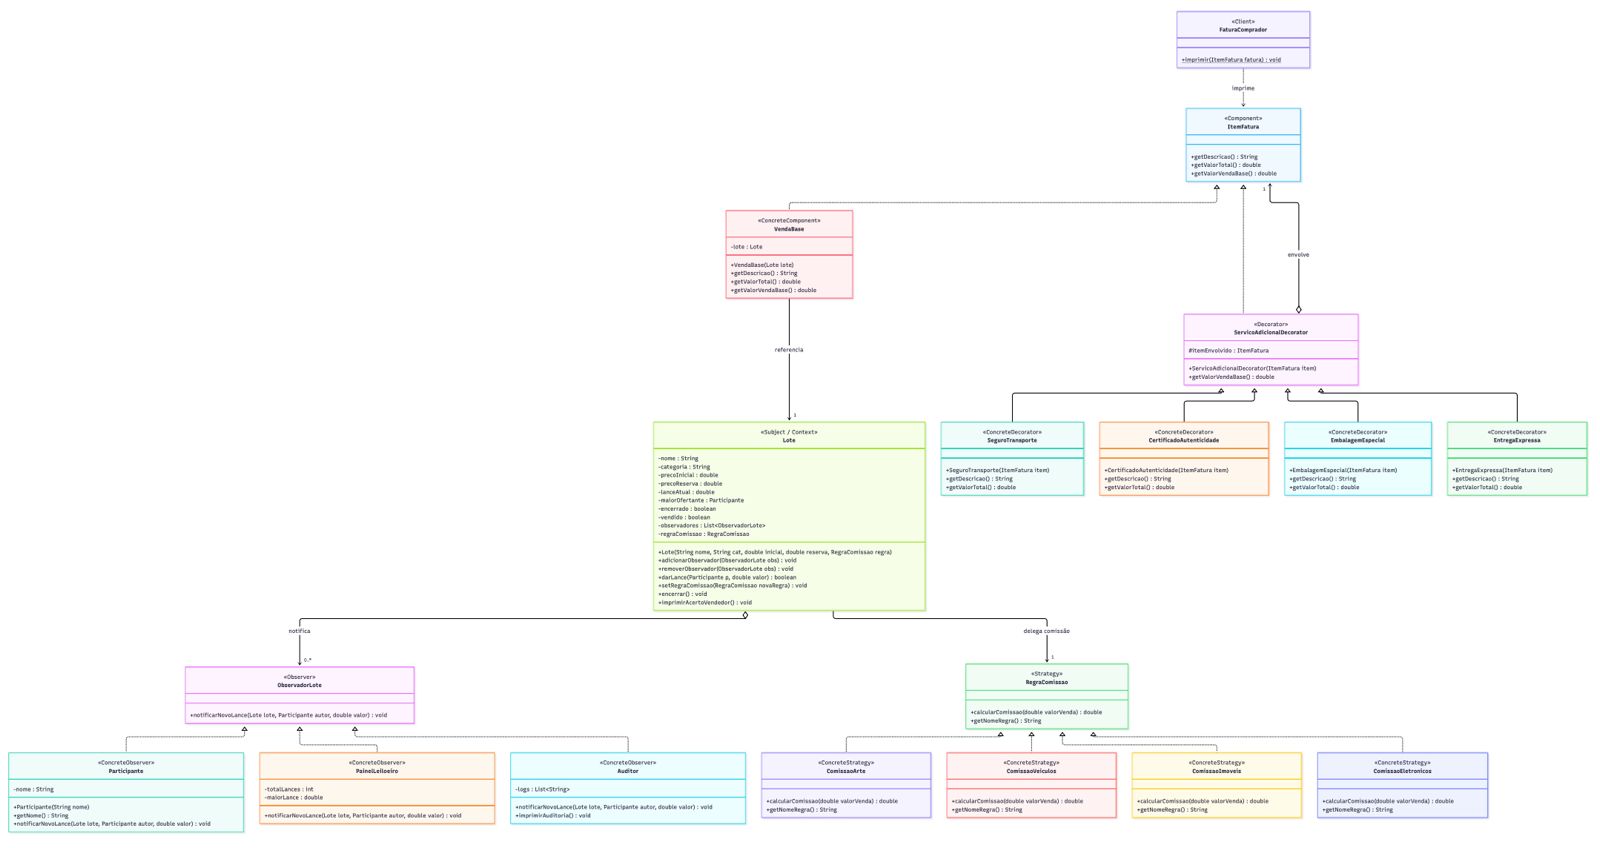 «Client»
FaturaComprador
+imprimir(ItemFatura fatura) : void
imprime
«Component»
ItemFatura
+getDescricao() : String
+getValorTotal() : double
+getValorVendaBase() : double
1
envolve
«ConcreteComponent»
VendaBase
-lote : Lote
+VendaBase(Lote lote)
+getDescricao() : String
+getValorTotal() : double
+getValorVendaBase() : double
referencia
1
«Decorator»
ServicoAdicionalDecorator
#itemEnvolvido : ItemFatura
+ServicoAdicionalDecorator(ItemFatura item)
+getValorVendaBase() : double
«Subject / Context»
Lote
-nome : String
-categoria : String
-precoInicial : double
-precoReserva : double
-lanceAtual : double
-maiorOfertante : Participante
-encerrado : boolean
-vendido : boolean
-observadores : List<ObservadorLote>
-regraComissao : RegraComissao
+Lote(String nome, String cat, double inicial, double reserva, RegraComissao regra)
+adicionarObservador(ObservadorLote obs) : void
+removerObservador(ObservadorLote obs) : void
+darLance(Participante p, double valor) : boolean
+setRegraComissao(RegraComissao novaRegra) : void
+encerrar() : void
+imprimirAcertoVendedor() : void
«ConcreteDecorator»
SeguroTransporte
+SeguroTransporte(ItemFatura item)
+getDescricao() : String
+getValorTotal() : double
«ConcreteDecorator»
CertificadoAutenticidade
+CertificadoAutenticidade(ItemFatura item)
+getDescricao() : String
+getValorTotal() : double
«ConcreteDecorator»
EmbalagemEspecial
+EmbalagemEspecial(ItemFatura item)
+getDescricao() : String
+getValorTotal() : double
«ConcreteDecorator»
EntregaExpressa
+EntregaExpressa(ItemFatura item)
+getDescricao() : String
+getValorTotal() : double
notifica
0..*
delega comissão
1
«Observer»
ObservadorLote
+notificarNovoLance(Lote lote, Participante autor, double valor) : void
«Strategy»
RegraComissao
+calcularComissao(double valorVenda) : double
+getNomeRegra() : String
«ConcreteObserver»
Participante
-nome : String
+Participante(String nome)
+getNome() : String
+notificarNovoLance(Lote lote, Participante autor, double valor) : void
«ConcreteObserver»
PainelLeiloeiro
-totalLances : int
-maiorLance : double
+notificarNovoLance(Lote lote, Participante autor, double valor) : void
«ConcreteObserver»
Auditor
-logs : List<String>
+notificarNovoLance(Lote lote, Participante autor, double valor) : void
+imprimirAuditoria() : void
«ConcreteStrategy»
ComissaoArte
+calcularComissao(double valorVenda) : double
+getNomeRegra() : String
«ConcreteStrategy»
ComissaoVeiculos
+calcularComissao(double valorVenda) : double
+getNomeRegra() : String
«ConcreteStrategy»
ComissaoImoveis
+calcularComissao(double valorVenda) : double
+getNomeRegra() : String
«ConcreteStrategy»
ComissaoEletronicos
+calcularComissao(double valorVenda) : double
+getNomeRegra() : String